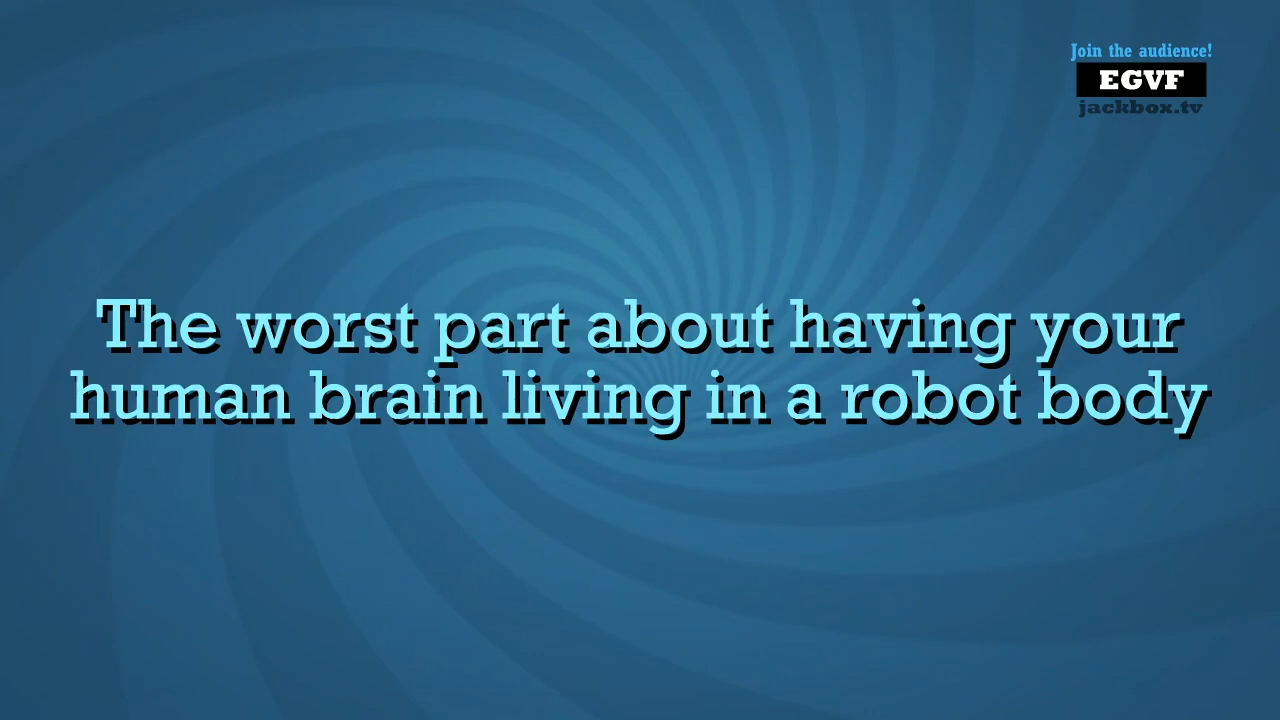 Join the audience!
EGVF
jackbox.tv
The worst part about having your
human brain living in a robot body